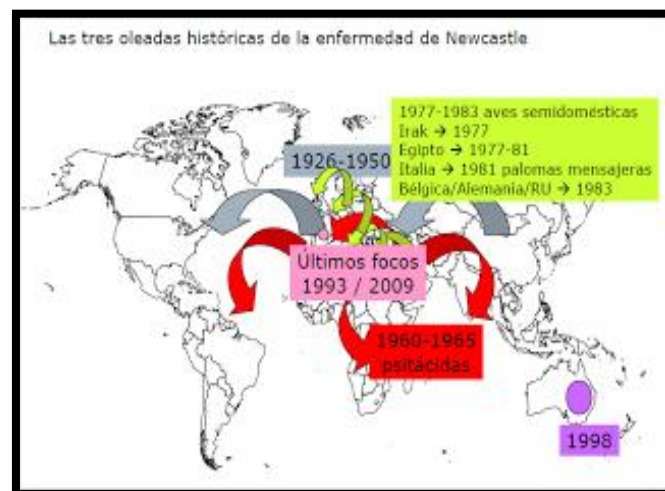 Las tres oleadas históricas de la enfermedad de Newcastle
1977-1983 aves semidomésticas
Irak → 1977
Egipto → 1977-81
Italia → 1981 palomas mensajeras
Bélgica/Alemania/RU → 1983
1926-1950
Últimos focos
1993 / 2009
1960-1965
psitácidas
1998